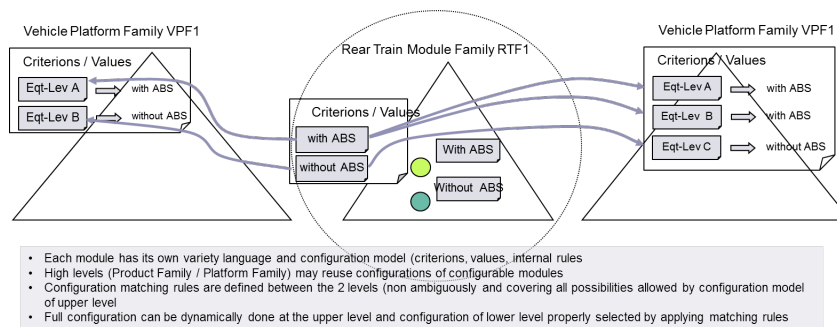 Vehicle Platform Family VPF1
Criterions / Values
Eqt-Lev A
with ABS
Eqt-Lev B
without ABS
Rear Train Module Family RTF1
Criterions / Values
with ABS
without ABS
With ABS
Without ABS
Vehicle Platform Family VPF1
Criterions / Values
Eqt-Lev A
with ABS
Eqt-Lev B
with ABS
Eqt-Lev C
without ABS
• Each module has its own variety language and configuration model (criterions, values, internal rules
• High levels (Product Family / Platform Family) may reuse configurations of configurable modules
• Configuration matching rules are defined between the 2 levels (non ambiguously and covering all possibilities allowed by configuration model
of upper level
• Full configuration can be dynamically done at the upper level and configuration of lower level properly selected by applying matching rules